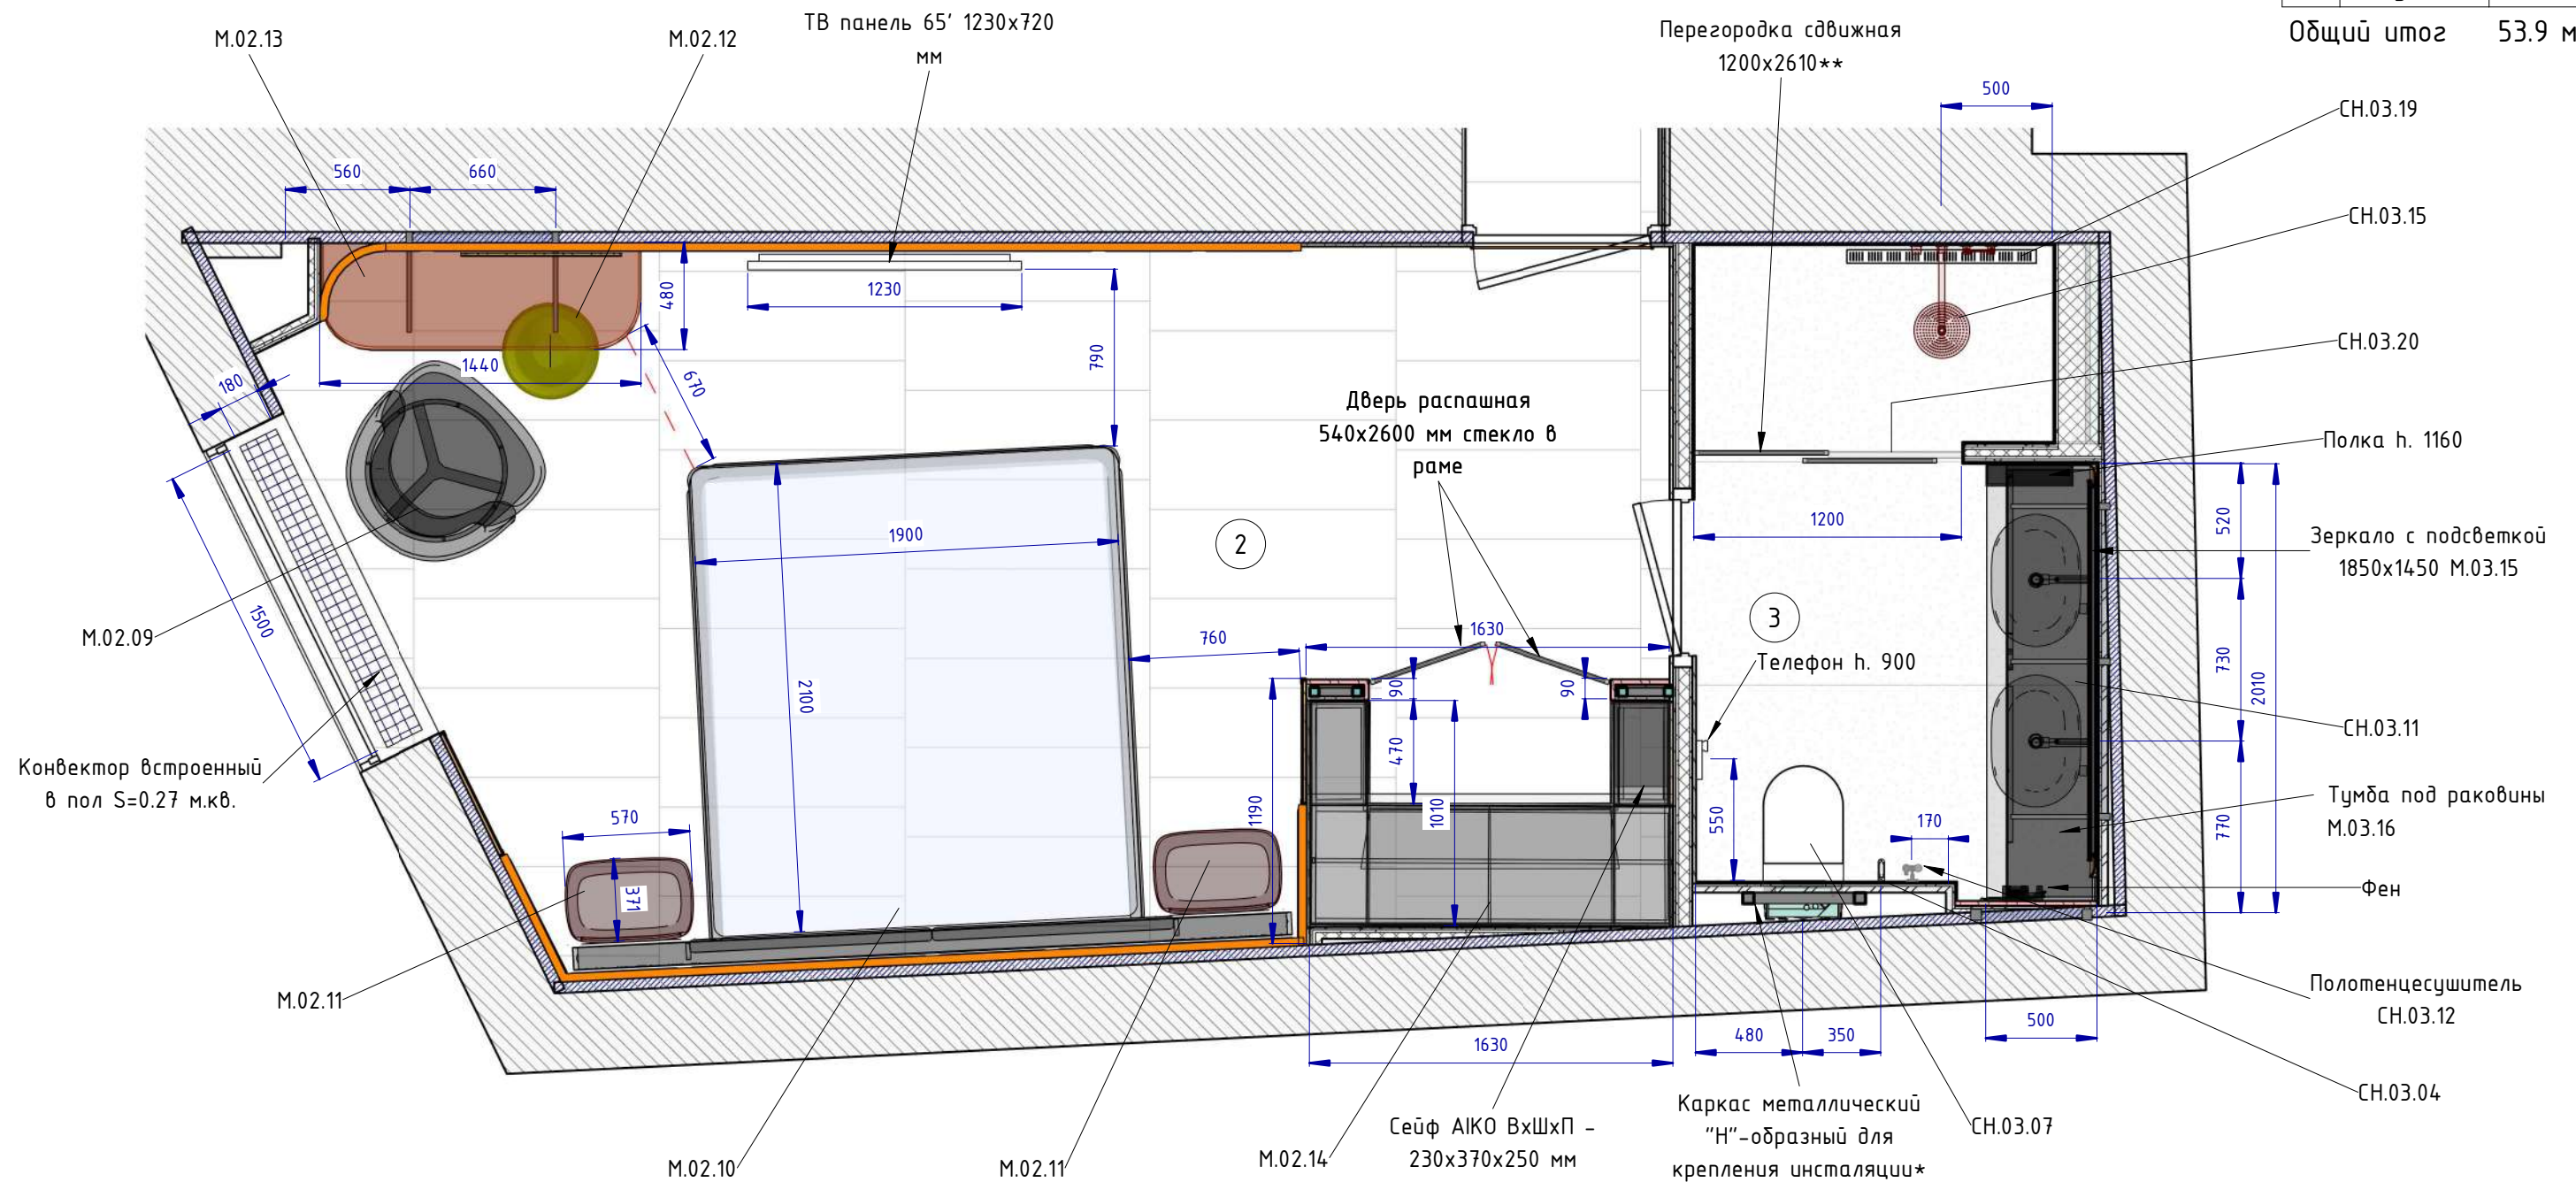 Общий итог 53.9 м
М.02.13
М.02.12
ТВ панель 65' 1230х720
мм
Перегородка сдвижная
1200х2610**
500
СН.03.19
СН.03.15
СН.03.20
560
660
480
1230
790
1440
670
180
Дверь распашная
540х2600 мм стекло в
раме
Полка h. 1160
520
Зеркало с подсветкой
1850х1450 М.03.15
1200
1900
2
3
1500
М.02.09
760
1630
Телефон h. 900
730
2010
СН.03.11
2100
90
90
470
1010
1190
550
170
770
Конвектор встроенный
в пол S=0.27 м.кв.
570
371
Тумба под раковины
М.03.16
Фен
М.02.11
Полотенцесушитель
СН.03.12
480
350
500
1630
СН.03.04
М.02.10
М.02.11
М.02.14
Сейф AIKO ВхШхП -
230х370х250 мм
Каркас металлический
"Н"-образный для
крепления инсталяции*
СН.03.07